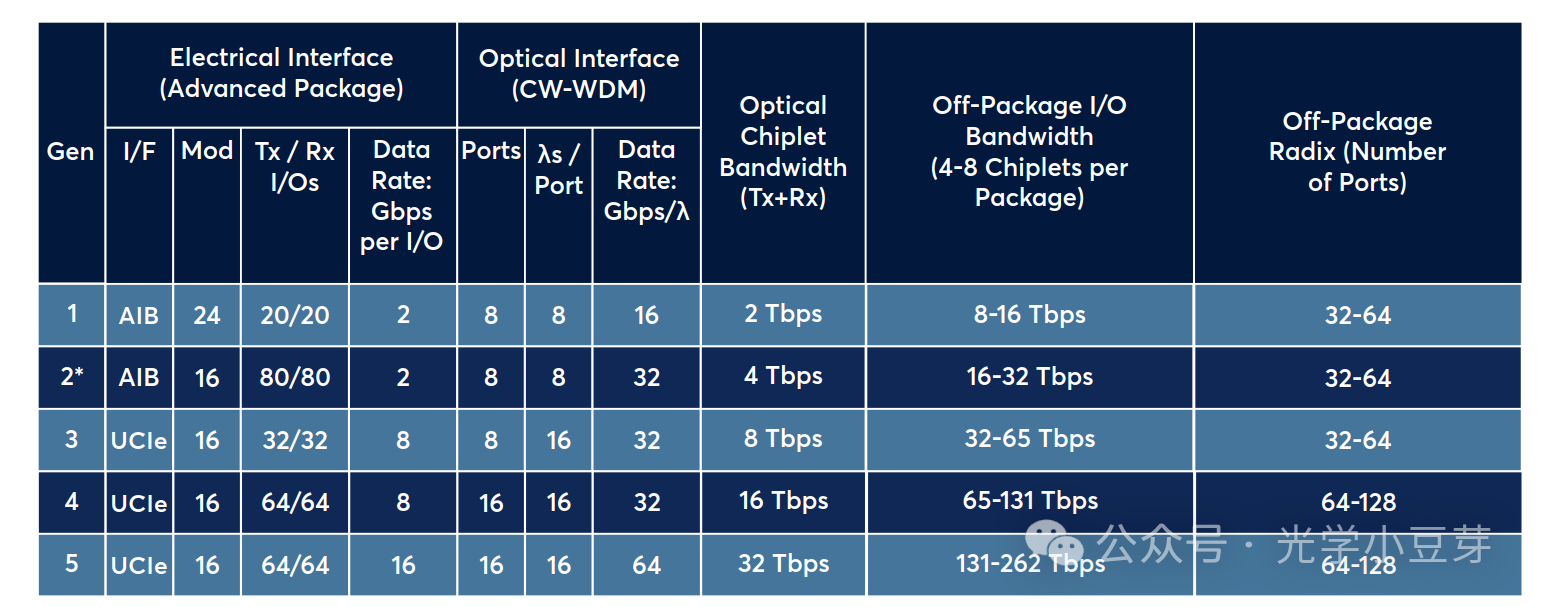 Gen
Electrical Interface
(Advanced Package)
Optical Interface
(CW-WDM)
Optical
Chiplet
Bandwidth
(Tx+Rx)
Off-Package I/O
Bandwidth
(4-8 Chiplets per
Package)
Off-Package
Radix (Number
of Ports)
I/F
Mod
Tx / Rx
I/Os
Data
Rate:
Gbps
per I/O
Ports
λs /
Port
Data
Rate:
Gbps/λ
1 AIB 24 20/20 2 8 8 16 2 Tbps 8-16 Tbps 32-64
2* AIB 16 80/80 2 8 8 32 4 Tbps 16-32 Tbps 32-64
3 UCIe 16 32/32 8 8 16 32 8 Tbps 32-65 Tbps 32-64
4 UCIe 16 64/64 8 16 16 32 16 Tbps 65-131 Tbps 64-128
5 UCIe 16 64/64 16 16 16 64 32 Tbps 131-262 Tbps 64-128
公众号 · 光学小豆芽